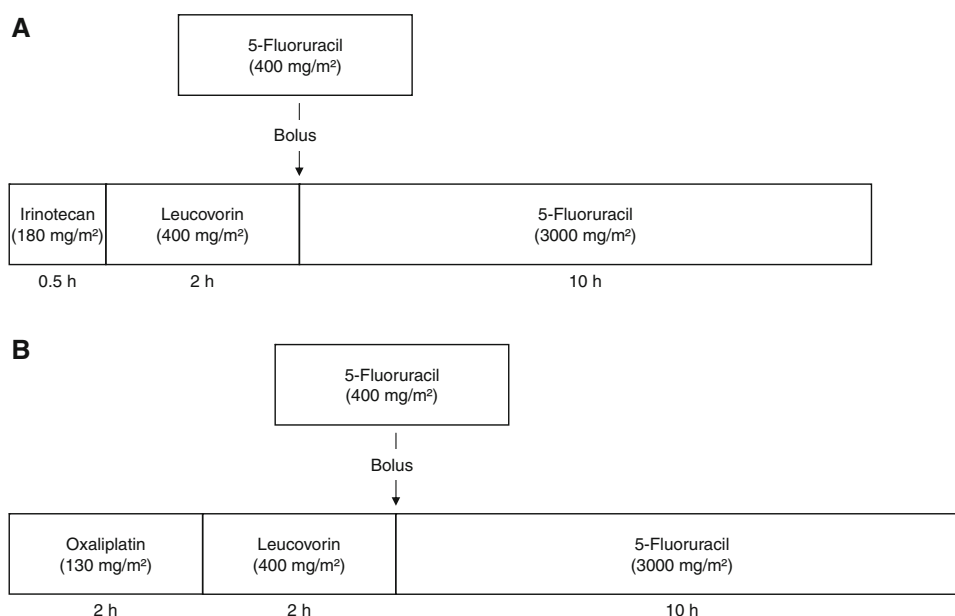 A
5-Fluoruracil
(400 mg/m²)
Bolus
Irinotecan
(180 mg/m²)
Leucovorin
(400 mg/m²)
5-Fluoruracil
(3000 mg/m²)
0.5 h
2 h
10 h
B
5-Fluoruracil
(400 mg/m²)
Bolus
Oxaliplatin
(130 mg/m²)
Leucovorin
(400 mg/m²)
5-Fluoruracil
(3000 mg/m²)
2 h
2 h
10 h